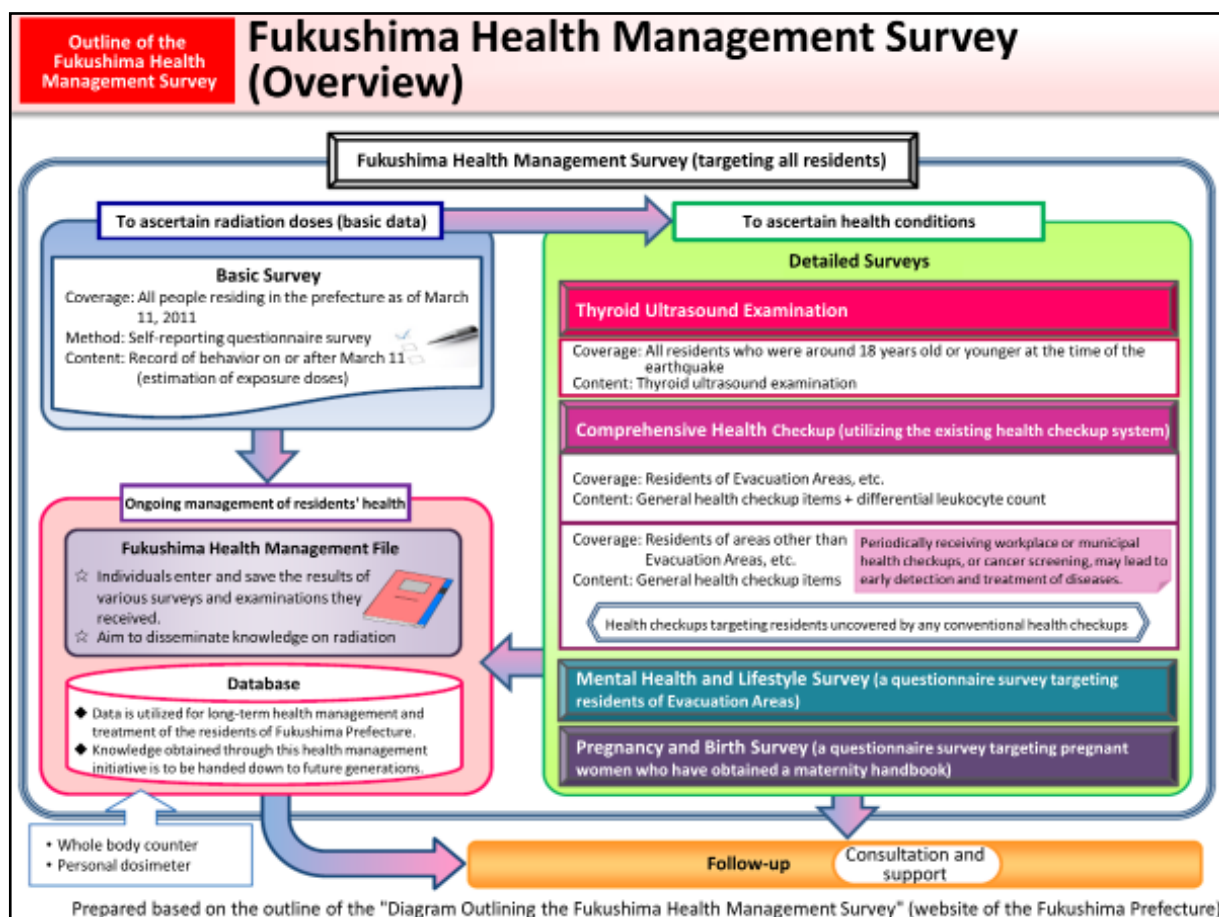 Outline of the
Fukushima Health
Management Survey
Fukushima Health Management Survey
(Overview)
Fukushima Health Management Survey (targeting all residents)
To ascertain radiation doses (basic data)
Basic Survey
Coverage: All people residing in the prefecture as of March
11, 2011
Method: Self-reporting questionnaire survey
Content: Record of behavior on or after March 11
(estimation of exposure doses)
To ascertain health conditions
Detailed Surveys
Thyroid Ultrasound Examination
Coverage: All residents who were around 18 years old or younger at the time of the
earthquake
Content: Thyroid ultrasound examination
Comprehensive Health Checkup (utilizing the existing health checkup system)
Coverage: Residents of Evacuation Areas, etc.
Content: General health checkup items + differential leukocyte count
Coverage: Residents of areas other than
Evacuation Areas, etc.
Content: General health checkup items
Periodically receiving workplace or municipal
health checkups, or cancer screening, may lead to
early detection and treatment of diseases.
Health checkups targeting residents uncovered by any conventional health checkups
Mental Health and Lifestyle Survey (a questionnaire survey targeting
residents of Evacuation Areas)
Pregnancy and Birth Survey (a questionnaire survey targeting pregnant
women who have obtained a maternity handbook)
Ongoing management of residents' health
Fukushima Health Management File
☆ Individuals enter and save the results of
various surveys and examinations they
received.
☆ Aim to disseminate knowledge on radiation
Database
◆ Data is utilized for long-term health management and
treatment of the residents of Fukushima Prefecture.
◆ Knowledge obtained through this health management
initiative is to be handed down to future generations.
• Whole body counter
• Personal dosimeter
Follow-up
Consultation and
support
Prepared based on the outline of the "Diagram Outlining the Fukushima Health Management Survey" (website of the Fukushima Prefecture)